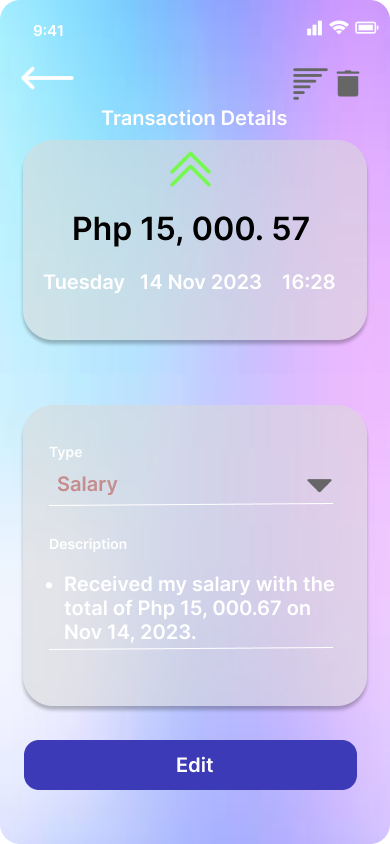 9:41
Transaction Details
Php 15, 000. 57
Tuesday 14 Nov 2023 16:28
Type
Salary
Description
• Received my salary with the
total of Php 15, 000.67 on
Nov 14, 2023.
Edit